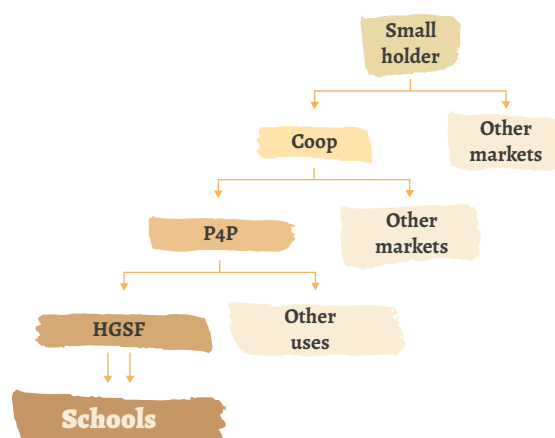 Small
holder
Coop
Other
markets
P4P
Other
markets
HGSF
Other
uses
Schools